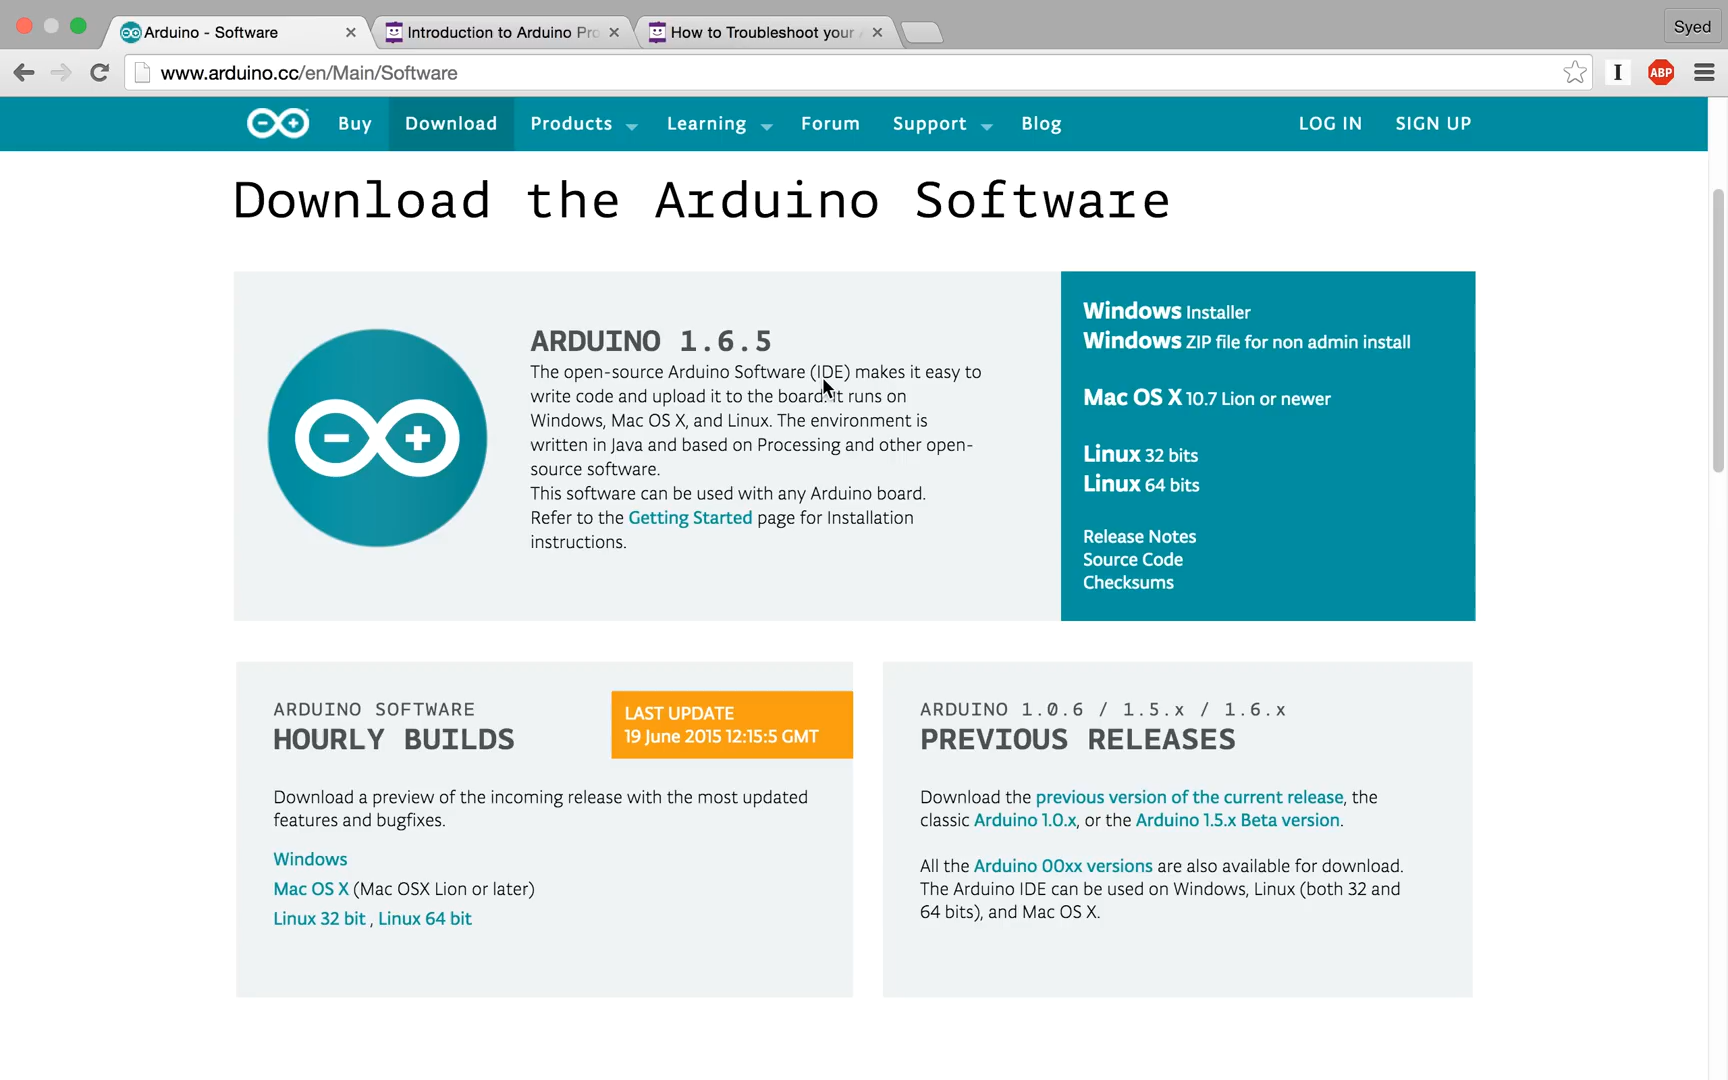 Arduino - Software
Introduction to Arduino Pro
How to Troubleshoot your
Syed
www.arduino.cc/en/Main/Software
I
ABP
Buy
Download
Products
Learning
Forum
Support
Blog
LOG IN
SIGN UP
Download the Arduino Software
ARDUINO 1.6.5
The open-source Arduino Software (IDE) makes it easy to
write code and upload it to the board. It runs on
Windows, Mac OS X, and Linux. The environment is
written in Java and based on Processing and other open-
source software.
This software can be used with any Arduino board.
Refer to the Getting Started page for Installation
instructions.
Windows Installer
Windows ZIP file for non admin install
Mac OS X 10.7 Lion or newer
Linux 32 bits
Linux 64 bits
Release Notes
Source Code
Checksums
ARDUINO SOFTWARE
HOURLY BUILDS
LAST UPDATE
19 June 2015 12:15:5 GMT
Download a preview of the incoming release with the most updated
features and bugfixes.
Windows
Mac OS X (Mac OSX Lion or later)
Linux 32 bit , Linux 64 bit
ARDUINO 1.0.6 / 1.5.x / 1.6.x
PREVIOUS RELEASES
Download the previous version of the current release, the
classic Arduino 1.0.x, or the Arduino 1.5.x Beta version.
All the Arduino 00xx versions are also available for download.
The Arduino IDE can be used on Windows, Linux (both 32 and
64 bits), and Mac OS X.